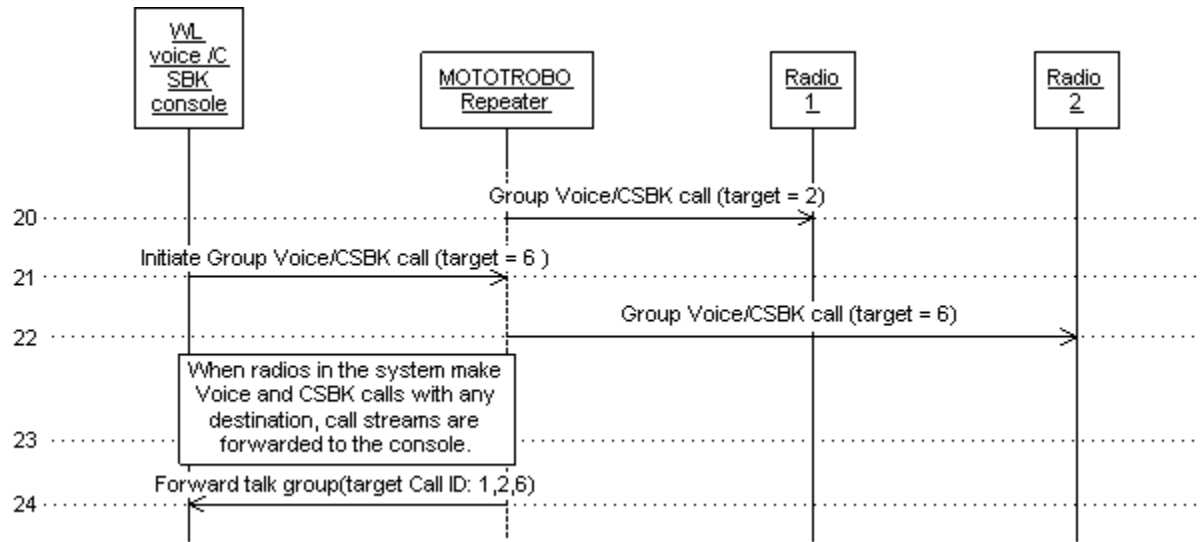 WL
voice /C
SBK
console
MOTOTROBO
Repeater
Radio
1
Radio
2
Group Voice/CSBK call (target = 2)
20
Initiate Group Voice/CSBK call (target = 6 )
21
Group Voice/CSBK call (target = 6)
22
When radios in the system make
Voice and CSBK calls with any
destination, call streams are
forwarded to the console.
23
Forward talk group(target Call ID: 1,2,6)
24